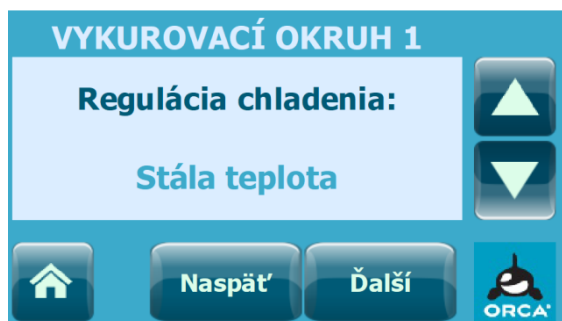 VYKUROVACÍ OKRUH 1
Regulácia chladenia:
Stála teplota
Naspäť
Ďalší
ORCA